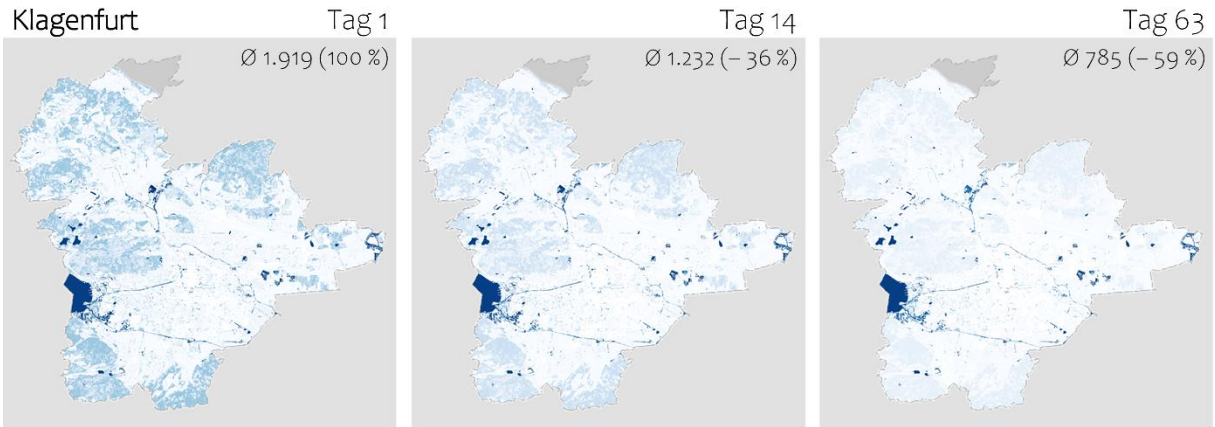 Klagenfurt Tag 1
Ø 1.919 (100 %)
Tag 14
Ø 1.232 (– 36 %)
Tag 63
Ø 785 (– 59 %)